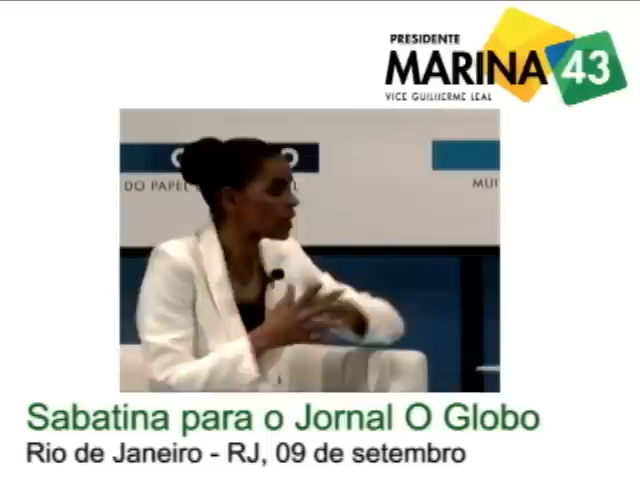 PRESIDENTE
MARINA 43
VICE GUILHERME LEAL
DO PAPEL
MUI
Sabatina para o Jornal O Globo
Rio de Janeiro - RJ, 09 de setembro